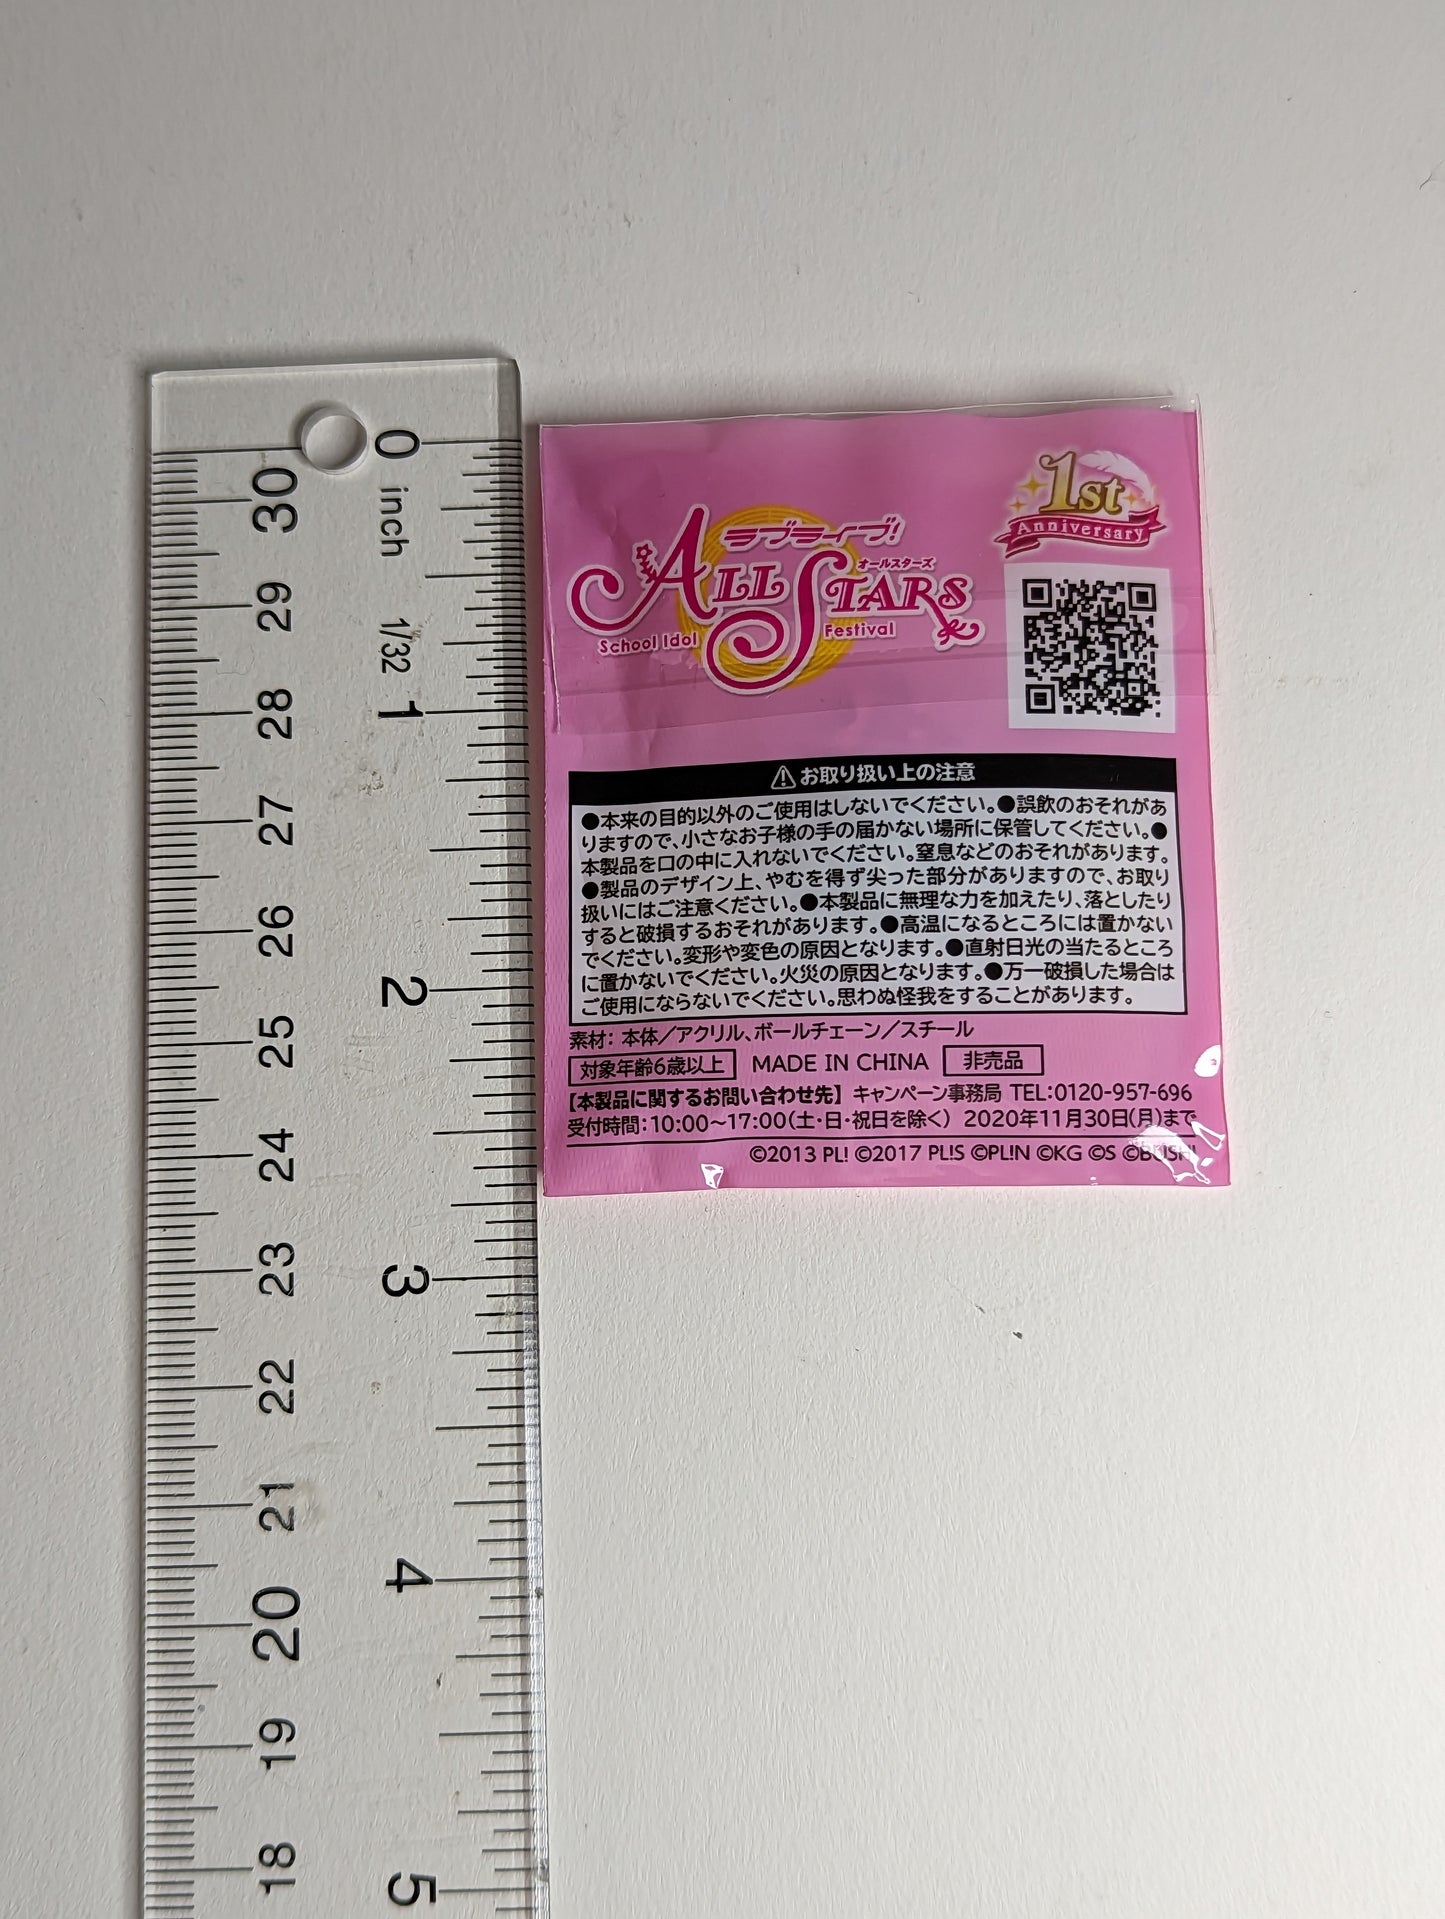 0
inch
1/32
1
2
3
4
5
30
29
28
27
26
25
24
23
22
21
20
19
18
1st
Anniversary
ラブライブ!
オールスターズ
ALL STARS
School Idol Festival
お取り扱い上の注意
●本来の目的以外のご使用はしないでください。●誤飲のおそれがあ
りますので、小さなお子様の手の届かない場所に保管してください。●
本製品を口の中に入れないでください。窒息などのおそれがあります。
●製品のデザイン上、やむを得ず尖った部分がありますので、お取り
扱いにはご注意ください。●本製品に無理な力を加えたり、落としたり
すると破損するおそれがあります。●高温になるところには置かない
でください。変形や変色の原因となります。●直射日光の当たるところ
に置かないでください。火災の原因となります。●万一破損した場合は
ご使用にならないでください。思わぬ怪我をすることがあります。
素材: 本体/アクリル、ボールチェーン/スチール
対象年齢6歳以上 MADE IN CHINA 非売品
【本製品に関するお問い合わせ先】 キャンペーン事務局 TEL:0120-957-696
受付時間:10:00~17:00(土・日・祝日を除く) 2020年11月30日(月)まで
©2013 PL! ©2017 PL!S ©PL!N ©KG ©S ©BUSHI